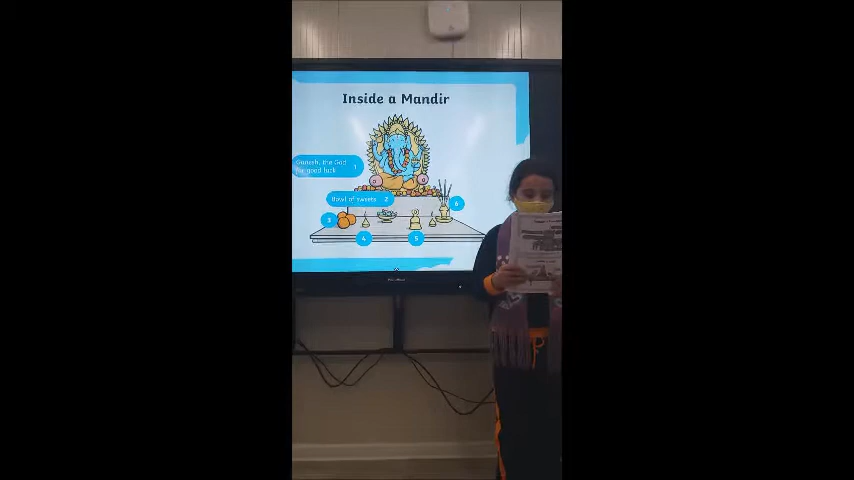 Inside a Mandir
Ganesh, the God
for good luck
1
Bowl of sweets 2
3
4
5
6